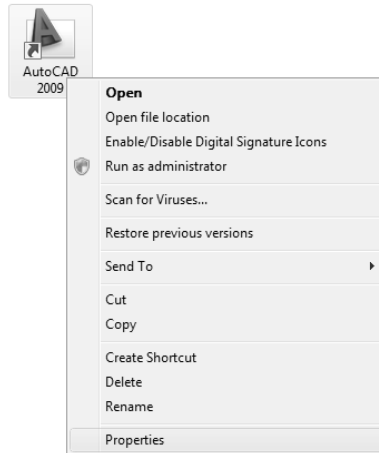 AutoCAD
2009
Open
Open file location
Enable/Disable Digital Signature Icons
Run as administrator
Scan for Viruses...
Restore previous versions
Send To
Cut
Copy
Create Shortcut
Delete
Rename
Properties